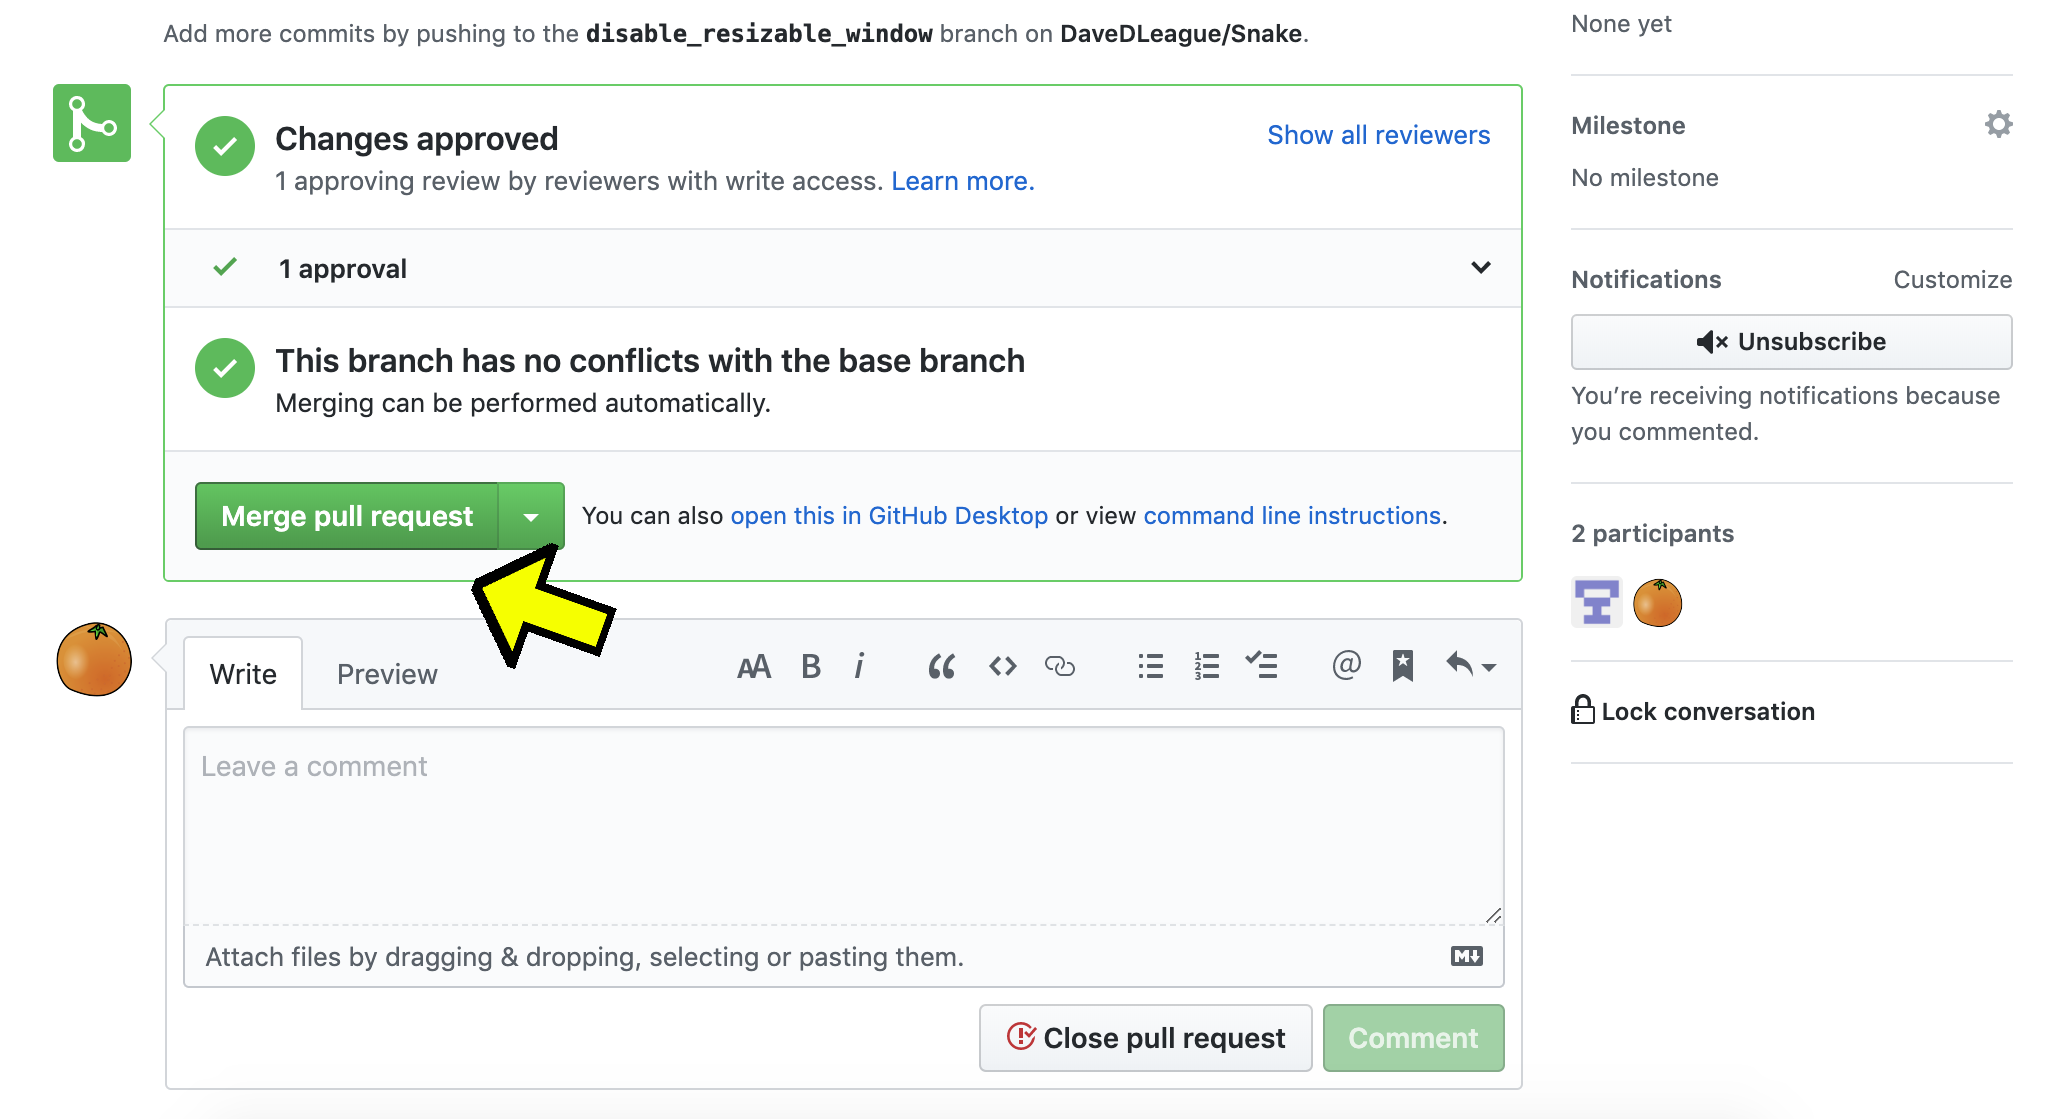 Add more commits by pushing to the disable_resizable_window branch on DaveDLeague/Snake.
Changes approved
Show all reviewers
1 approving review by reviewers with write access. Learn more.
1 approval
This branch has no conflicts with the base branch
Merging can be performed automatically.
Merge pull request
You can also open this in GitHub Desktop or view command line instructions.
Write
Preview
AA B i
@
Leave a comment
Attach files by dragging & dropping, selecting or pasting them.
M
Close pull request
Comment
None yet
Milestone
No milestone
Notifications
Customize
Unsubscribe
You’re receiving notifications because
you commented.
2 participants
Lock conversation